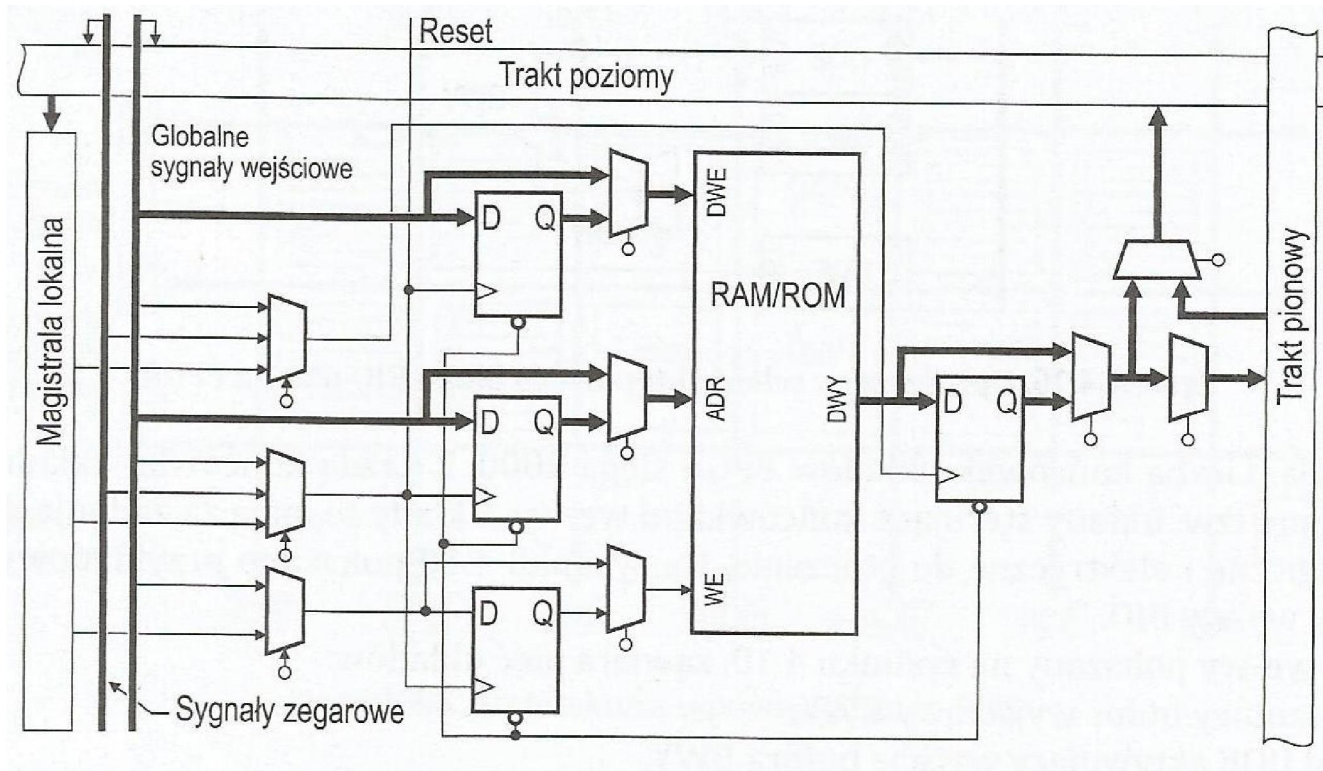 Reset
Trakt poziomy
Globalne
sygnały wejściowe
Magistrala lokalna
D Q
DWE
RAM/ROM
D Q
ADR
DWY
D Q
D Q
WE
Trakt pionowy
Sygnały zegarowe